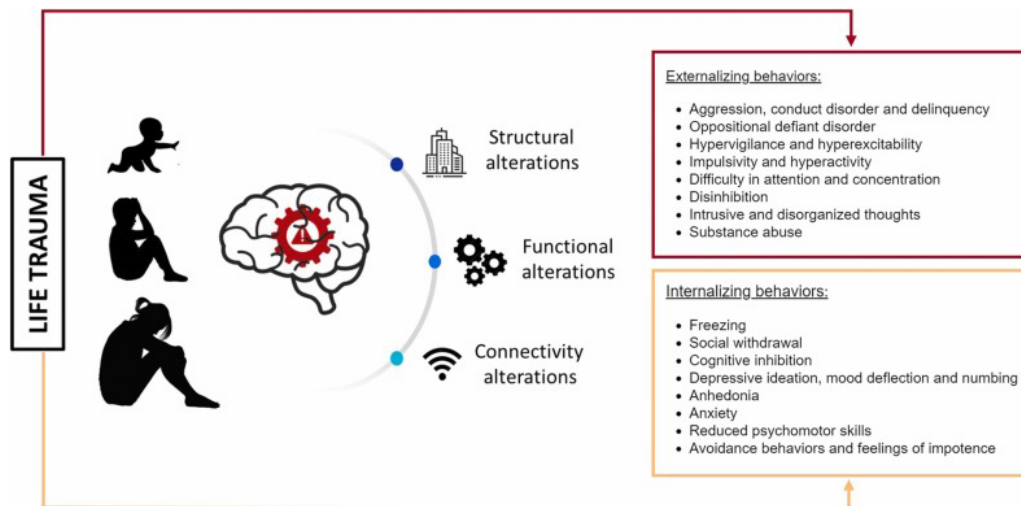 LIFE TRAUMA
Structural
alterations
Functional
alterations
Connectivity
alterations
Externalizing behaviors:
• Aggression, conduct disorder and delinquency
• Oppositional defiant disorder
• Hypervigilance and hyperexcitability
• Impulsivity and hyperactivity
• Difficulty in attention and concentration
• Disinhibition
• Intrusive and disorganized thoughts
• Substance abuse
Internalizing behaviors:
• Freezing
• Social withdrawal
• Cognitive inhibition
• Depressive ideation, mood deflection and numbing
• Anhedonia
• Anxiety
• Reduced psychomotor skills
• Avoidance behaviors and feelings of impotence